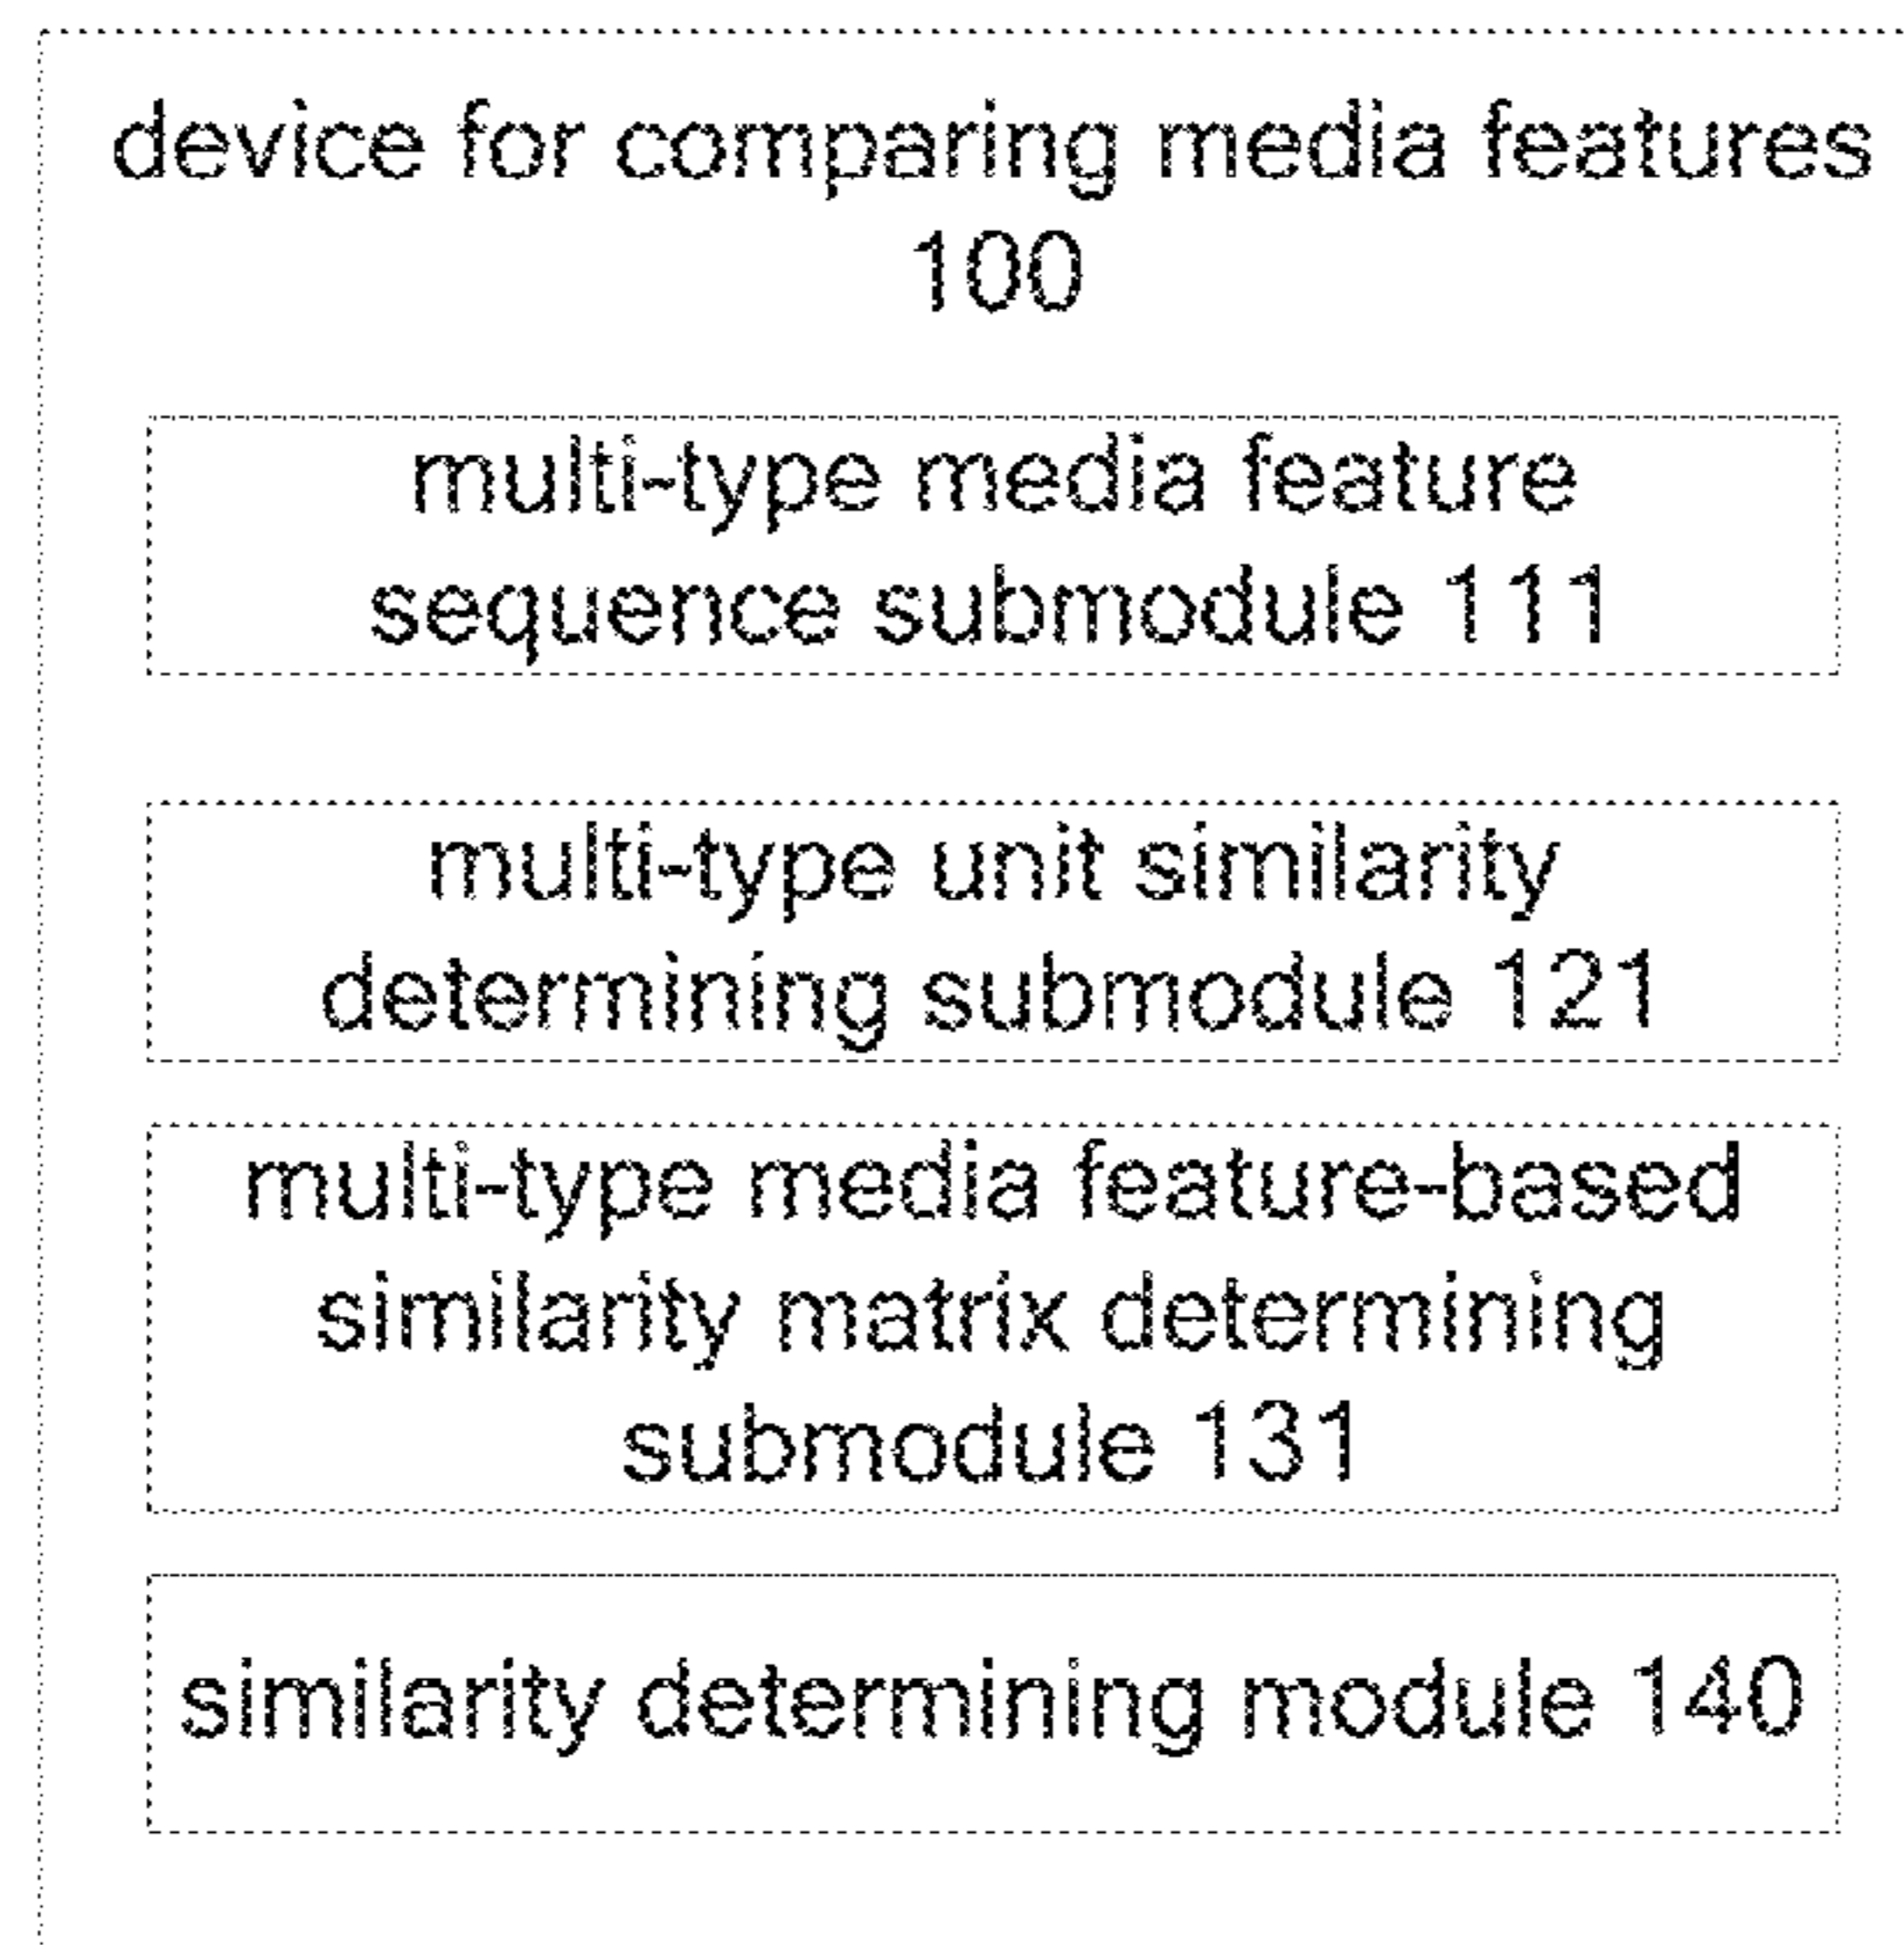 device for comparing media features
100
multi-type media feature
sequence submodule 111
multi-type unit similarity
determining submodule 121
multi-type media feature-based
similarity matrix determining
submodule 131
similarity determining module 140